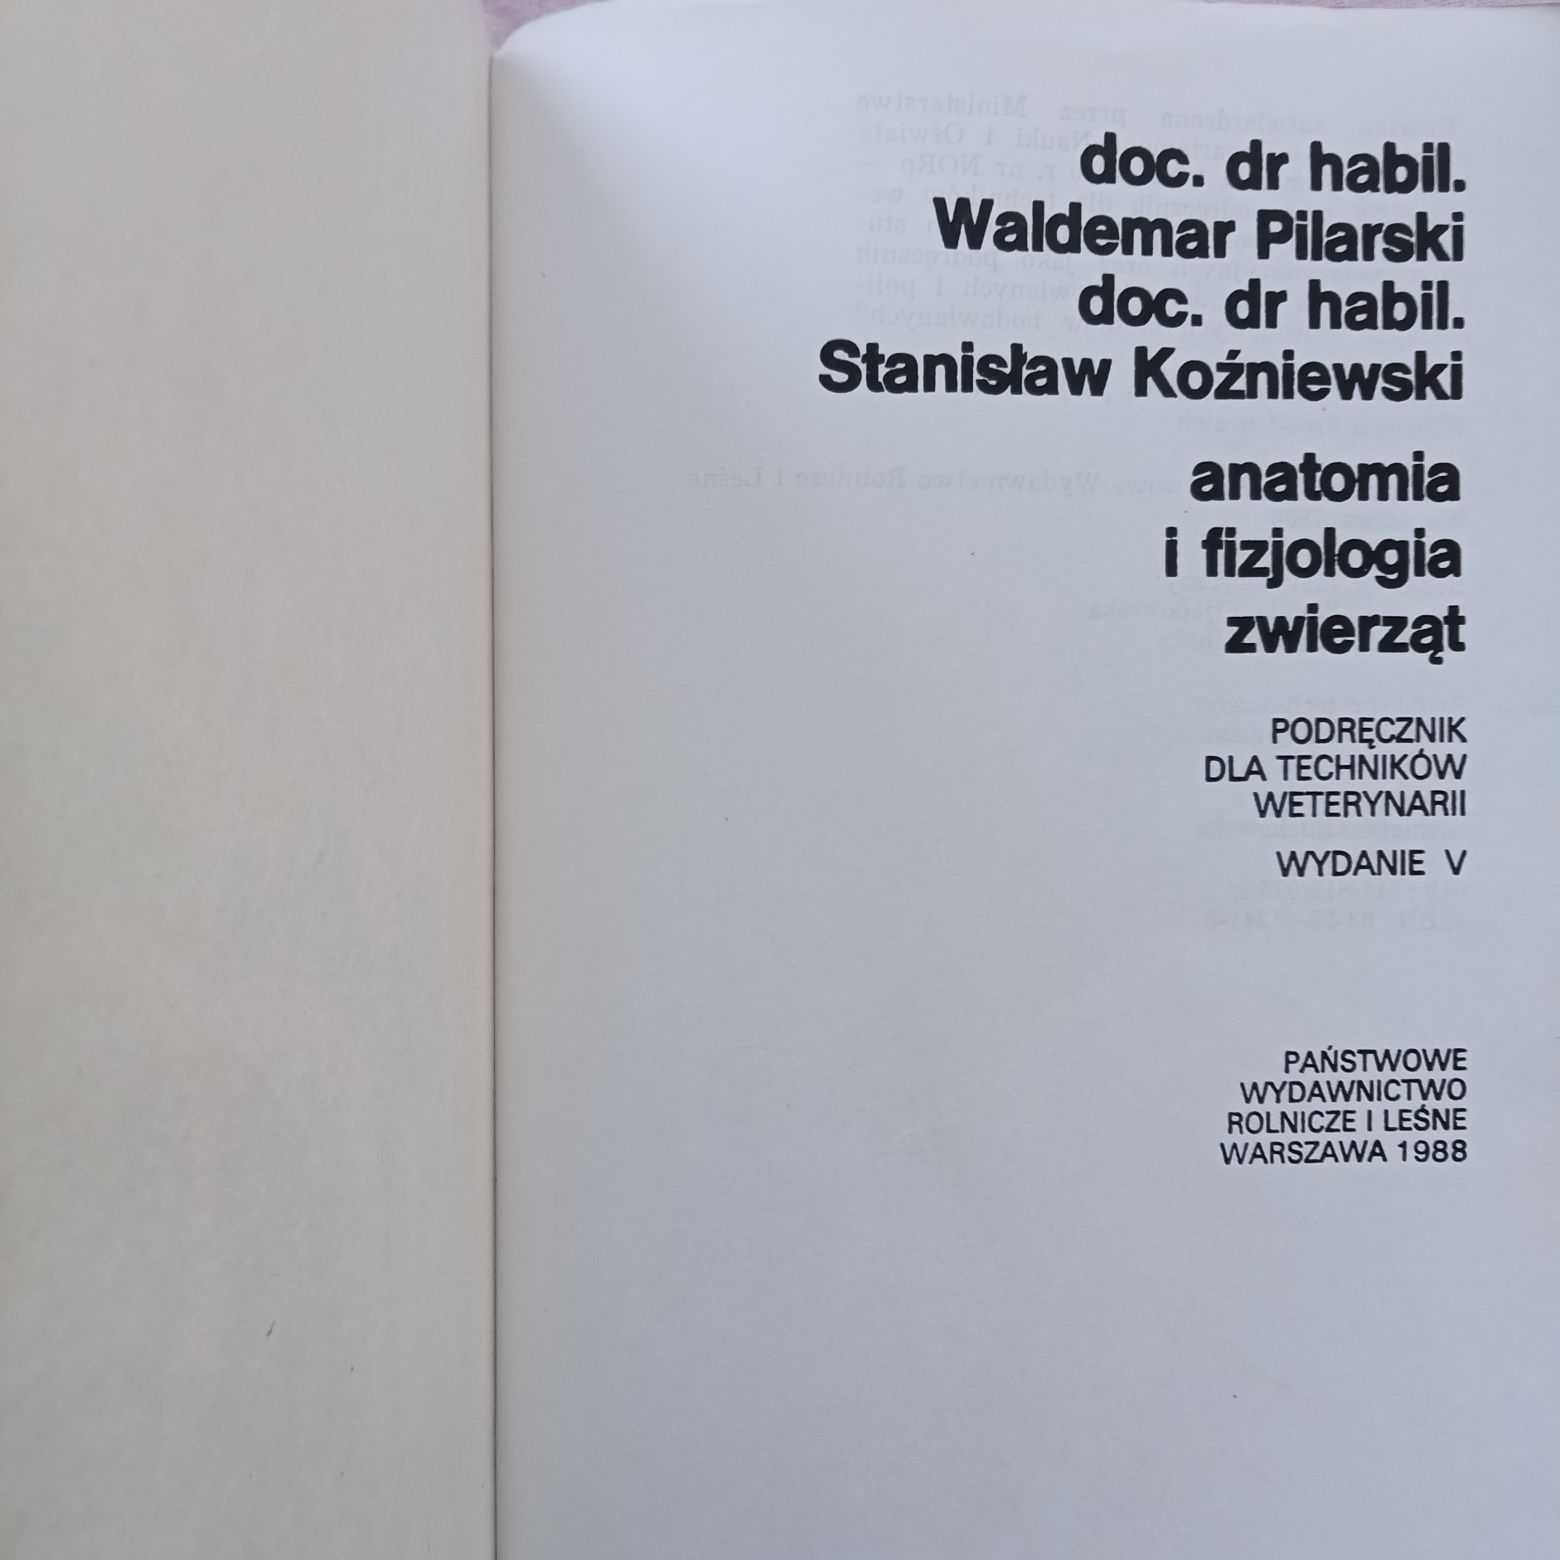 doc. dr habil.
Waldemar Pilarski
doc. dr habil.
Stanisław Koźniewski
anatomia
i fizjologia
zwierząt
PODRĘCZNIK
DLA TECHNIKÓW
WETERYNARII
WYDANIE V
PAŃSTWOWE
WYDAWNICTWO
ROLNICZE I LEŚNE
WARSZAWA 1988